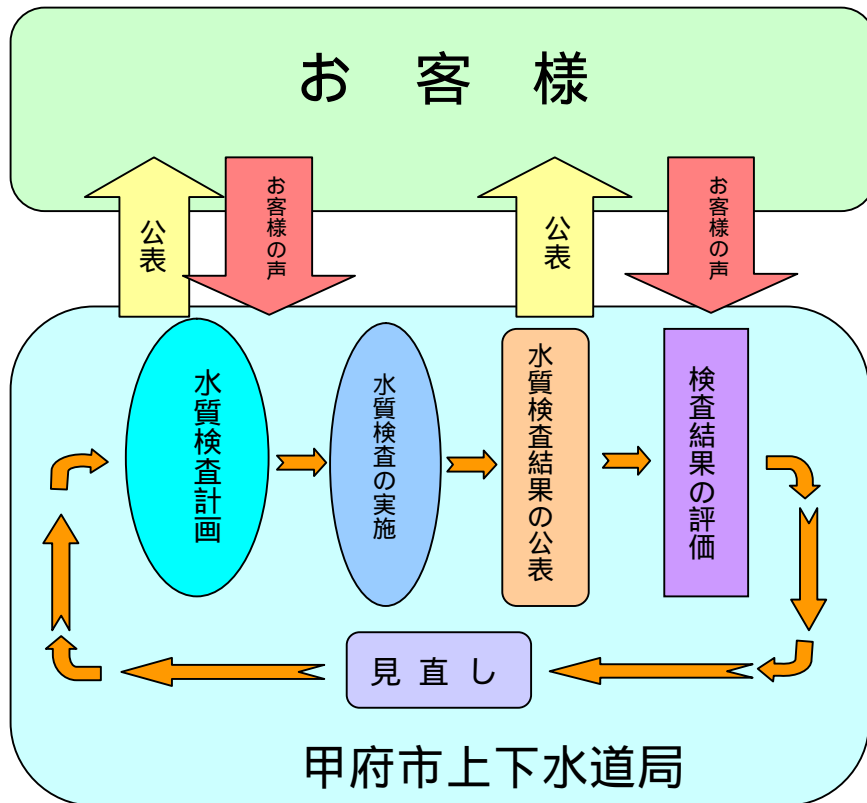 お客様
公表
お客様の声
公表
お客様の声
水質検査計画
水質検査の実施
水質検査結果の公表
検査結果の評価
見直し
甲府市上下水道局